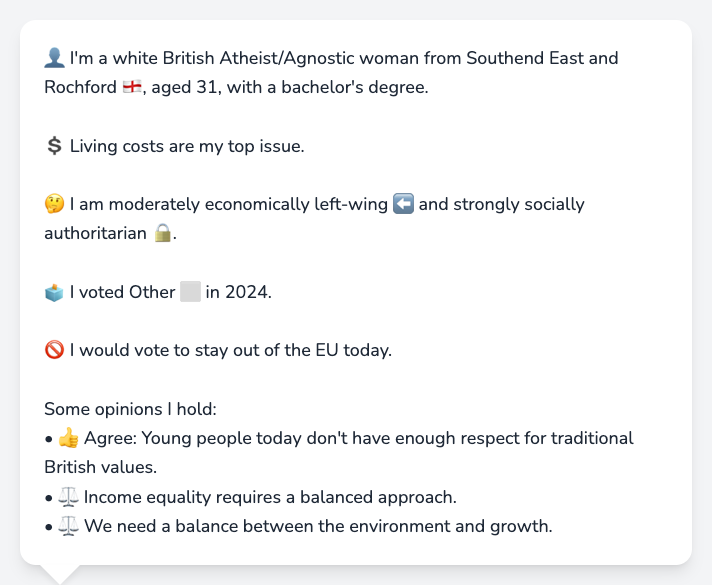 👤 I'm a white British Atheist/Agnostic woman from Southend East and
Rochford 🏴󠁧󠁢󠁥󠁮󠁧󠁿, aged 31, with a bachelor's degree.
💲 Living costs are my top issue.
🤔 I am moderately economically left-wing ⬅️ and strongly socially
authoritarian 🔒.
🗳️ I voted Other ⬜ in 2024.
🚫 I would vote to stay out of the EU today.
Some opinions I hold:
• 👍 Agree: Young people today don't have enough respect for traditional
British values.
• ⚖️ Income equality requires a balanced approach.
• ⚖️ We need a balance between the environment and growth.